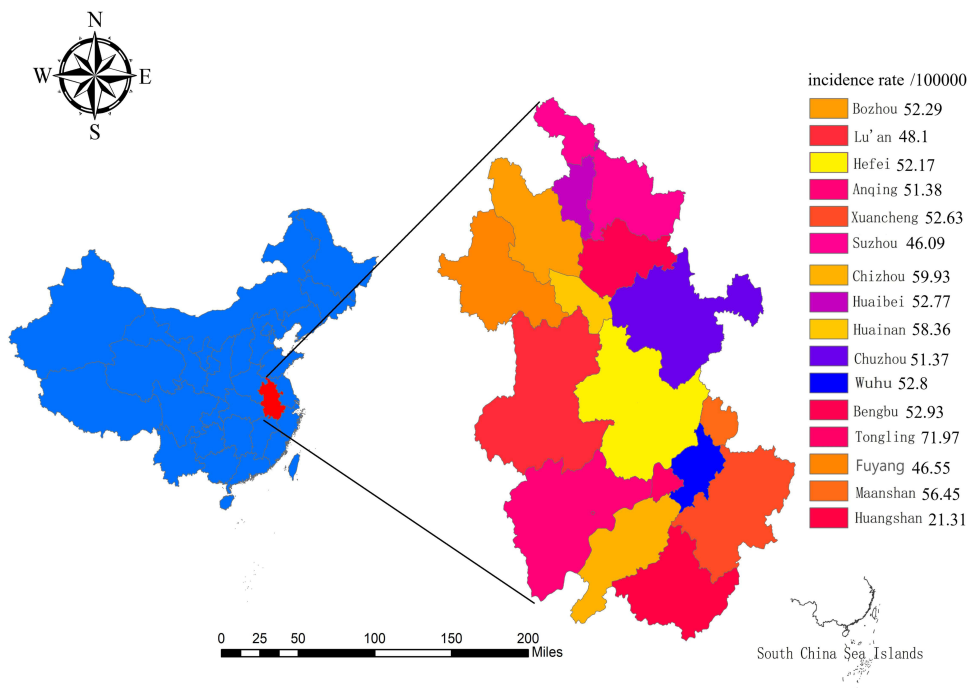 N
W E
S
incidence rate /100000
Bozhou 52.29
Lu'an 48.1
Hefei 52.17
Anqing 51.38
Xuancheng 52.63
Suzhou 46.09
Chizhou 59.93
Huaibei 52.77
Huainan 58.36
Chuzhou 51.37
Wuhu 52.8
Bengbu 52.93
Tongling 71.97
Fuyang 46.55
Maanshan 56.45
Huangshan 21.31
0 25 50 100 150 200
Miles
South China Sea Islands